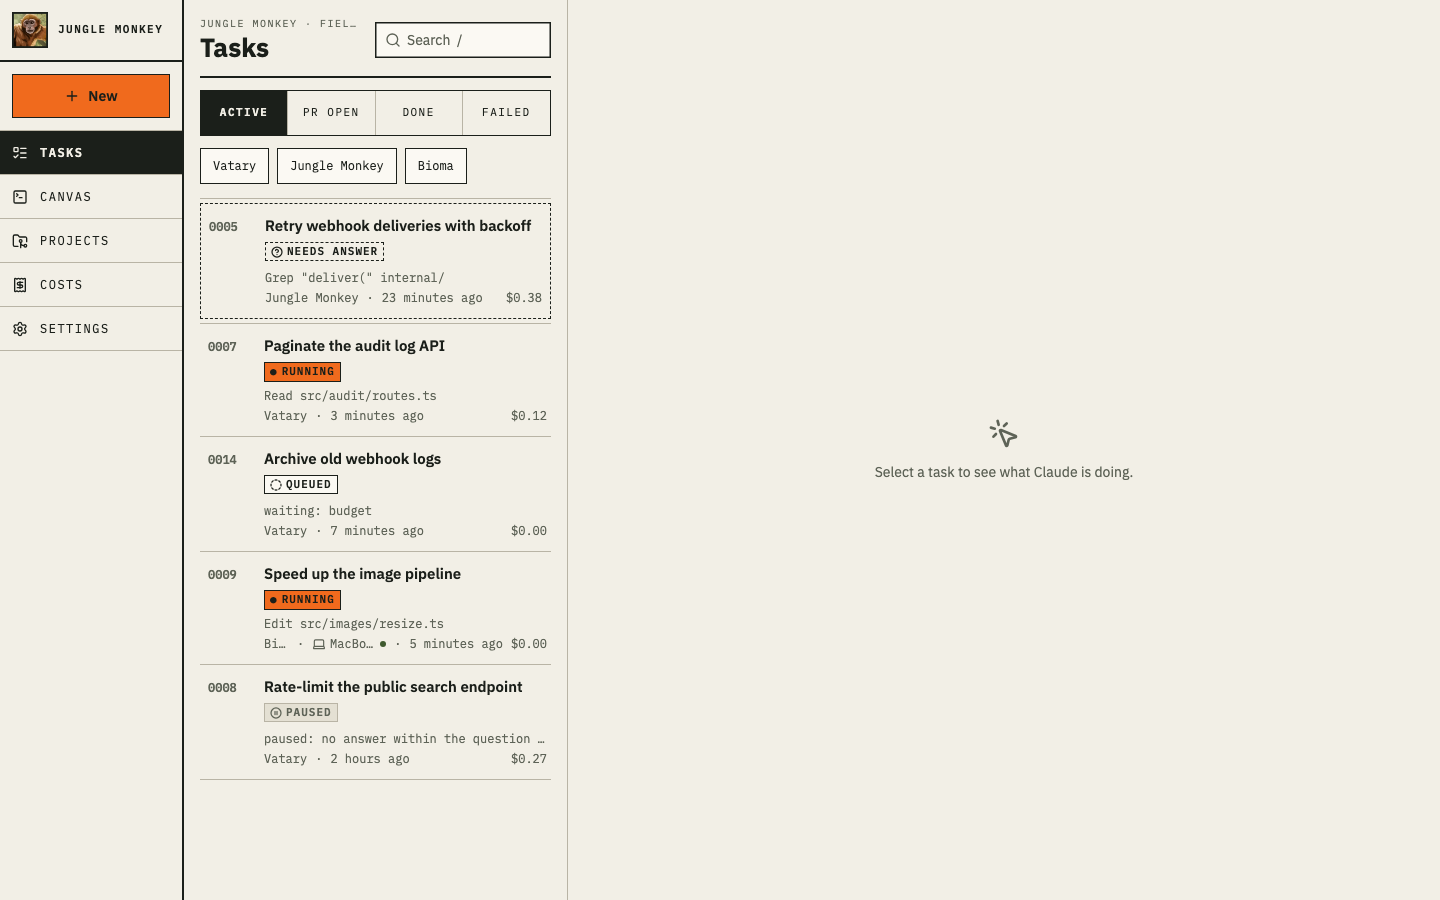 JUNGLE MONKEY
New
TASKS
CANVAS
PROJECTS
COSTS
SETTINGS
JUNGLE MONKEY · FIEL…
Tasks
Search /
ACTIVE
PR OPEN
DONE
FAILED
Vatary
Jungle Monkey
Bioma
0005
Retry webhook deliveries with backoff
NEEDS ANSWER
Grep "deliver(" internal/
Jungle Monkey · 23 minutes ago $0.38
0007
Paginate the audit log API
RUNNING
Read src/audit/routes.ts
Vatary · 3 minutes ago $0.12
0014
Archive old webhook logs
QUEUED
waiting: budget
Vatary · 7 minutes ago $0.00
0009
Speed up the image pipeline
RUNNING
Edit src/images/resize.ts
Bi… · MacBo… · 5 minutes ago $0.00
0008
Rate-limit the public search endpoint
PAUSED
paused: no answer within the question …
Vatary · 2 hours ago $0.27
Select a task to see what Claude is doing.